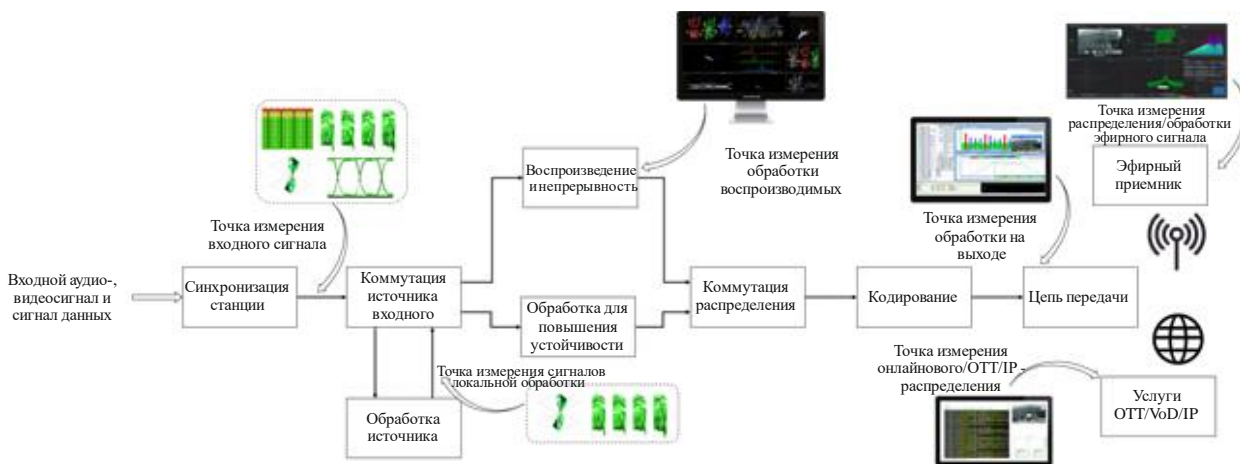 Точка измерения
распределения/обработки
эфирного сигнала
Эфирный
приемник
Воспроизведение
и непрерывность
Точка измерения
обработки
воспроизводимых
Точка измерения
входного сигнала
Точка измерения
обработки на
выходе
Входной аудио-,
видеосигнал и
сигнал данных
Синхронизация
станции
Коммутация
источника
входного
Обработка для
повышения
устойчивости
Коммутация
распределения
Кодирование
Цепь передачи
Точка измерения сигналов
локальной обработки
Обработка
источника
Точка измерения
онлайнового/OTT/IP-
распределения
Услуги
OTT/VoD/IP